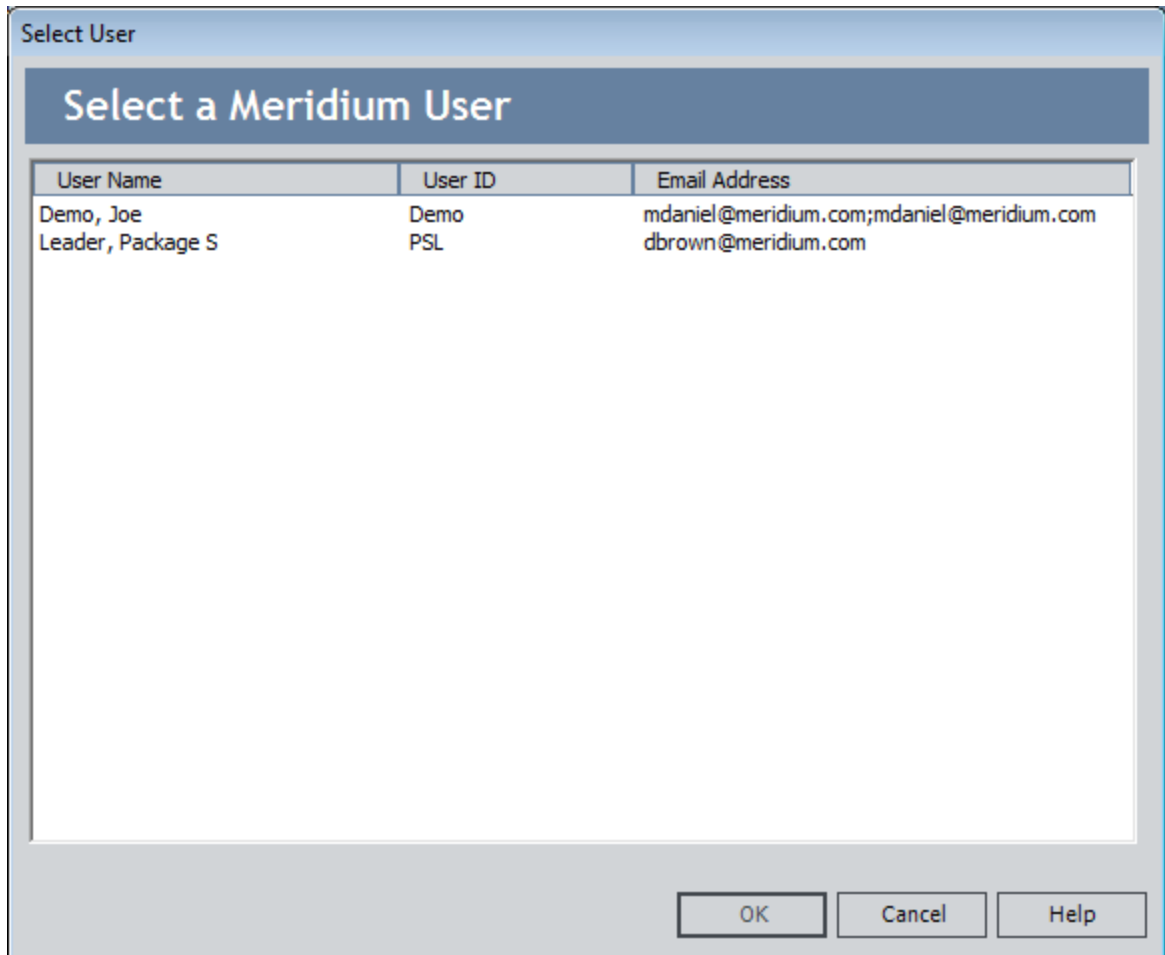 Select User
Select a Meridium User
User Name User ID Email Address
Demo, Joe Demo mdaniel@meridium.com;mdaniel@meridium.com
Leader, Package S PSL dbrown@meridium.com
OK Cancel Help